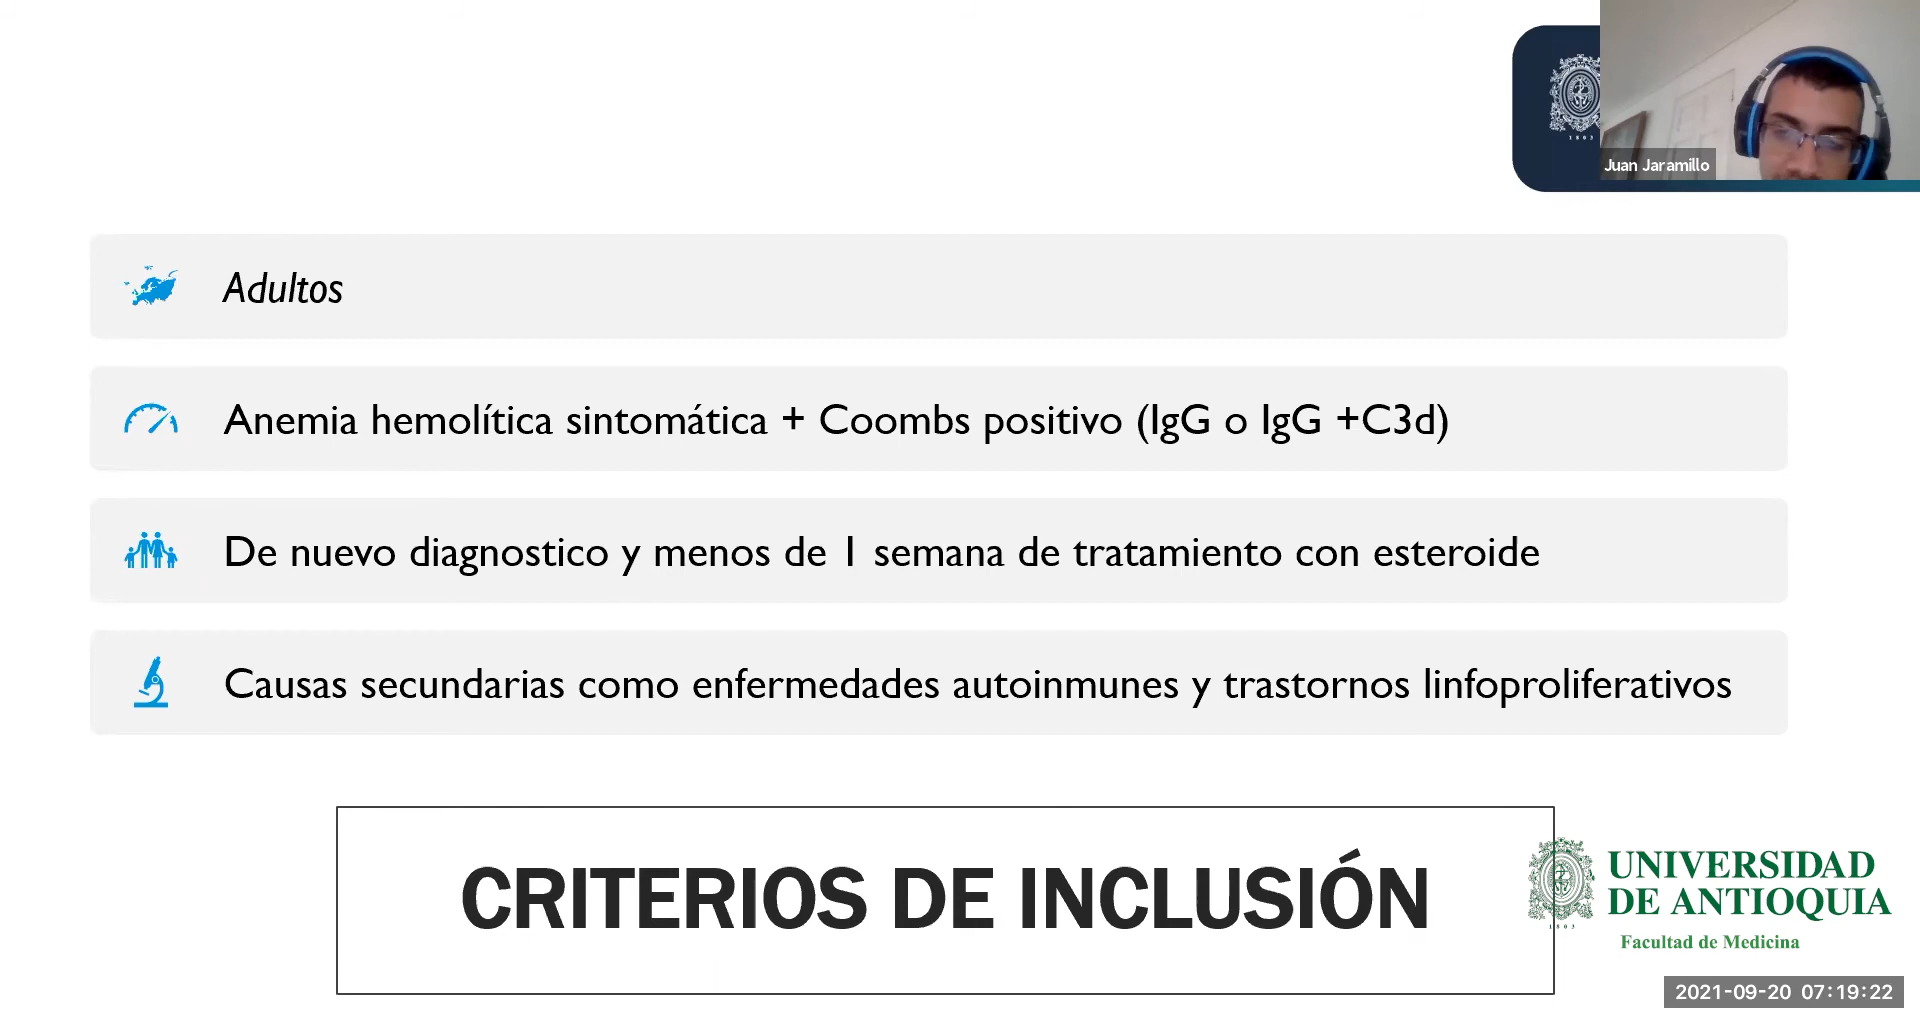 1803
Juan Jaramillo
Adultos
Anemia hemolítica sintomática + Coombs positivo (IgG o IgG +C3d)
De nuevo diagnostico y menos de 1 semana de tratamiento con esteroide
Causas secundarias como enfermedades autoinmunes y trastornos linfoproliferativos
CRITERIOS DE INCLUSIÓN
UNIVERSIDAD
DE ANTIOQUIA
1803
Facultad de Medicina
2021-09-20 07:19:22